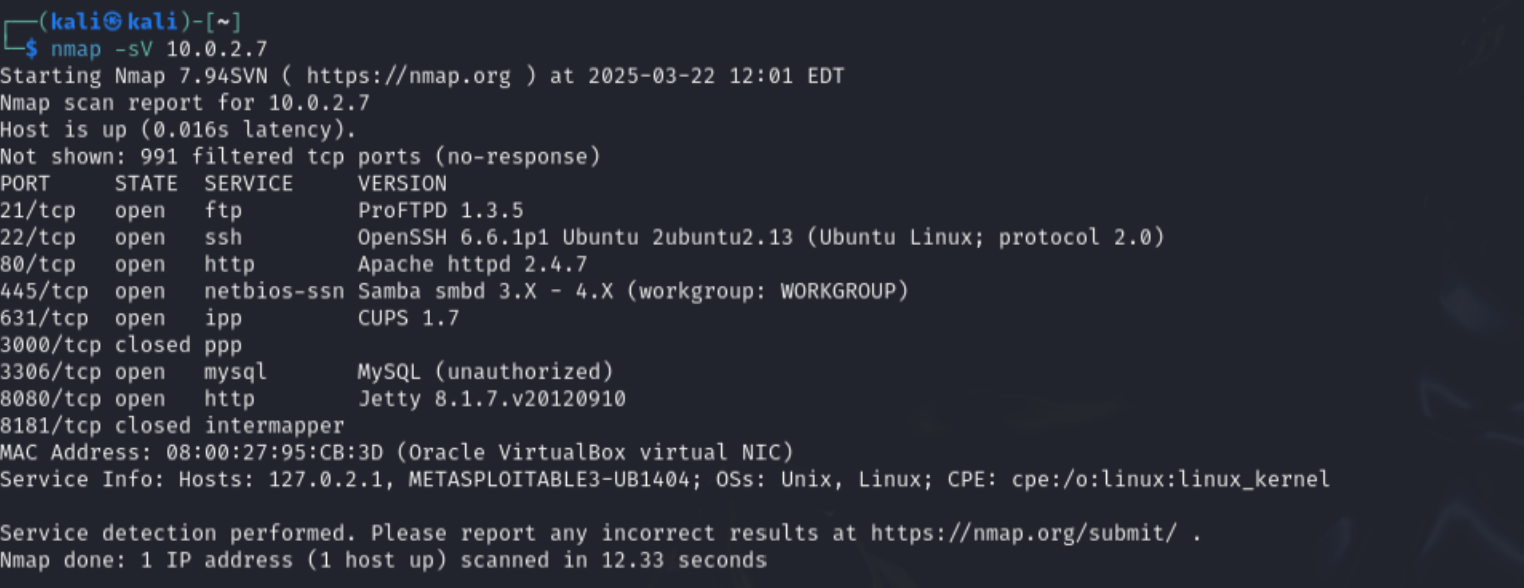 ┌──(kali㉿kali)-[~]
└─$ nmap -sV 10.0.2.7
Starting Nmap 7.94SVN ( https://nmap.org ) at 2025-03-22 12:01 EDT
Nmap scan report for 10.0.2.7
Host is up (0.016s latency).
Not shown: 991 filtered tcp ports (no-response)
PORT     STATE  SERVICE     VERSION
21/tcp   open   ftp         ProFTPD 1.3.5
22/tcp   open   ssh         OpenSSH 6.6.1p1 Ubuntu 2ubuntu2.13 (Ubuntu Linux; protocol 2.0)
80/tcp   open   http        Apache httpd 2.4.7
445/tcp  open   netbios-ssn Samba smbd 3.X - 4.X (workgroup: WORKGROUP)
631/tcp  open   ipp         CUPS 1.7
3000/tcp closed ppp
3306/tcp open   mysql       MySQL (unauthorized)
8080/tcp open   http        Jetty 8.1.7.v20120910
8181/tcp closed intermapper
MAC Address: 08:00:27:95:CB:3D (Oracle VirtualBox virtual NIC)
Service Info: Hosts: 127.0.2.1, METASPLOITABLE3-UB1404; OSs: Unix, Linux; CPE: cpe:/o:linux:linux_kernel
Service detection performed. Please report any incorrect results at https://nmap.org/submit/ .
Nmap done: 1 IP address (1 host up) scanned in 12.33 seconds